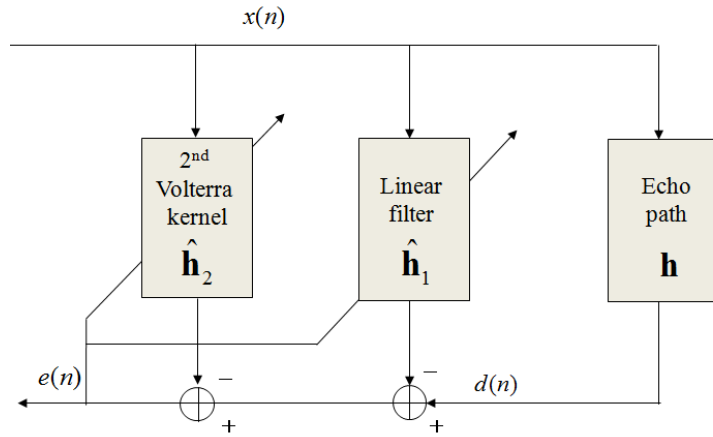 x(n)
2nd
Volterra
kernel
ĥ2
Linear
filter
ĥ1
Echo
path
h
e(n)
−
+
−
+
d(n)